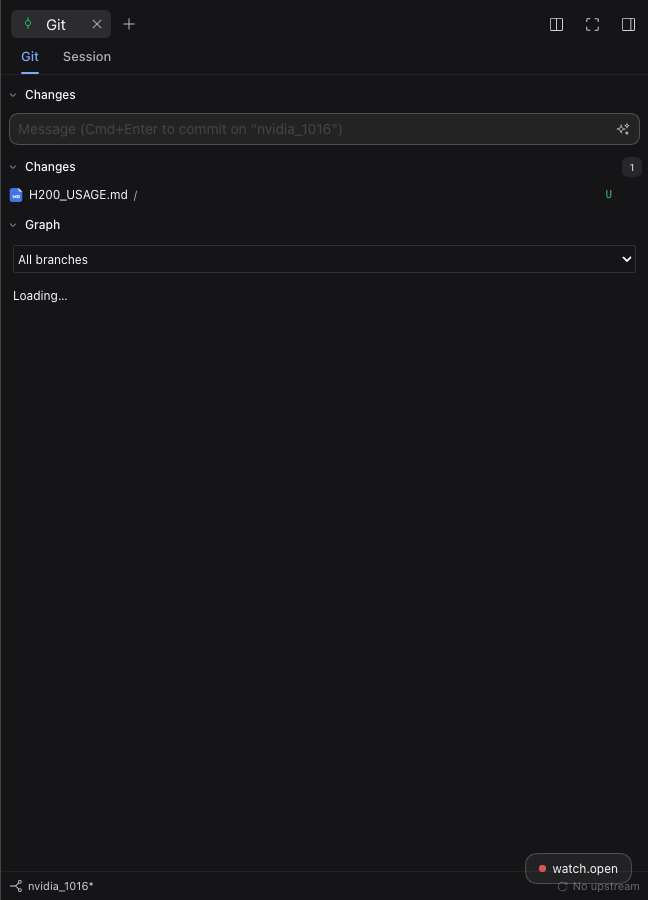 Git
Git Session
Changes
Message (Cmd+Enter to commit on "nvidia_1016")
Changes 1
H200_USAGE.md / U
Graph
All branches
Loading...
watch.open
nvidia_1016* No upstream